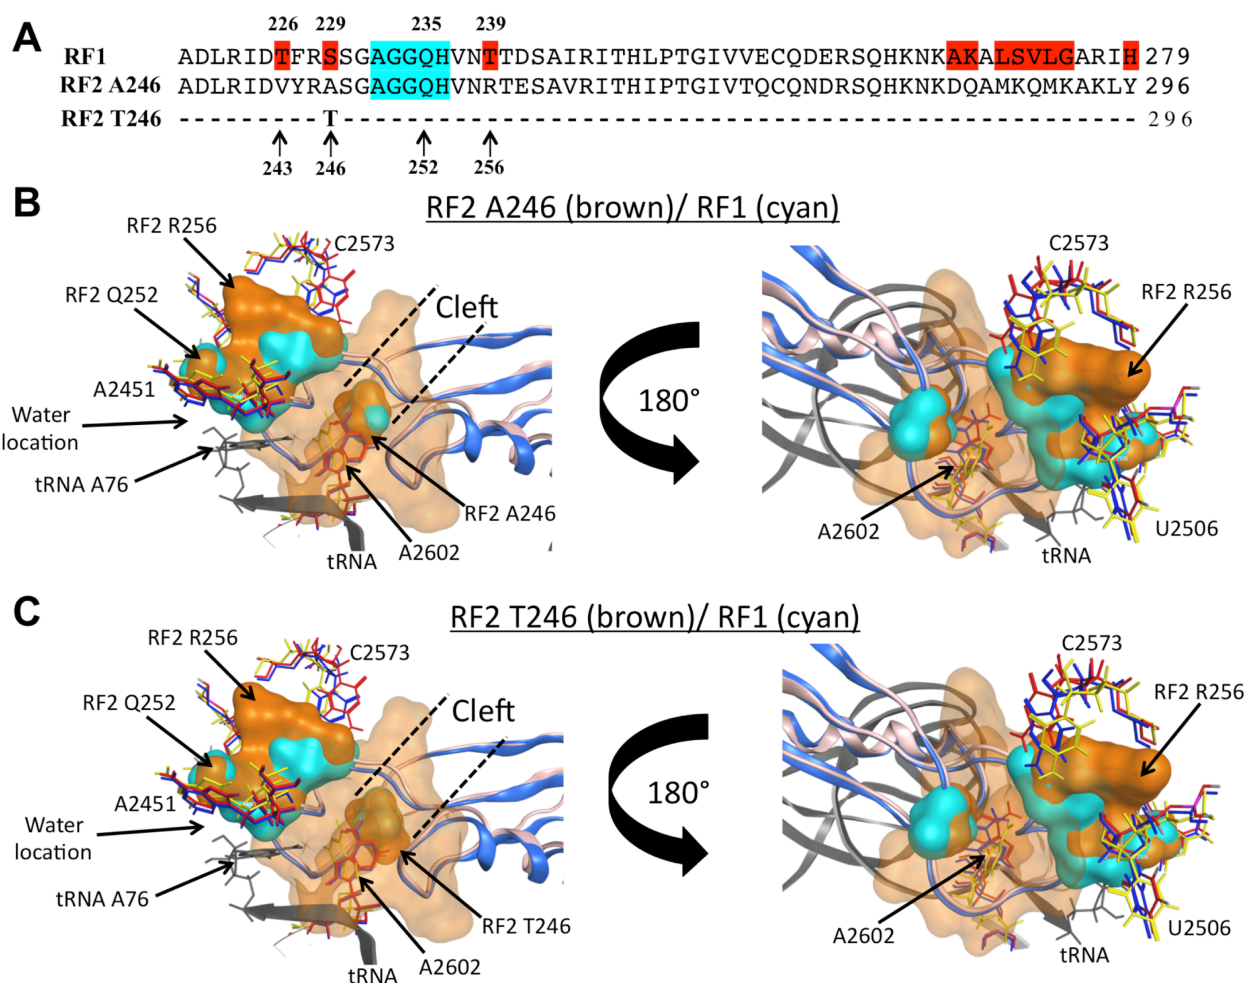 A
226 229 235 239
RF1 ADLRIDTFRSSGAGGQHVNTTDSAIRITHLPTGIVVECQDERSQHKNKAKALSVLGARIH 279
RF2 A246 ADLRIDVYRASGAGGQHVNRTESAVRITHIPTGIVTQCQNDRSQHKNKDQAMKQMKAKLY 296
RF2 T246 ---------T-------------------------------------------------- 296
243 246 252 256
B
RF2 A246 (brown)/ RF1 (cyan)
RF2 R256
C2573
RF2 Q252
Cleft
A2451
Water
location
tRNA A76
RF2 A246
A2602
tRNA
180°
C2573
RF2 R256
A2602
U2506
tRNA
C
RF2 T246 (brown)/ RF1 (cyan)
RF2 R256
C2573
RF2 Q252
Cleft
A2451
Water
location
tRNA A76
RF2 T246
A2602
tRNA
180°
C2573
RF2 R256
A2602
U2506
tRNA